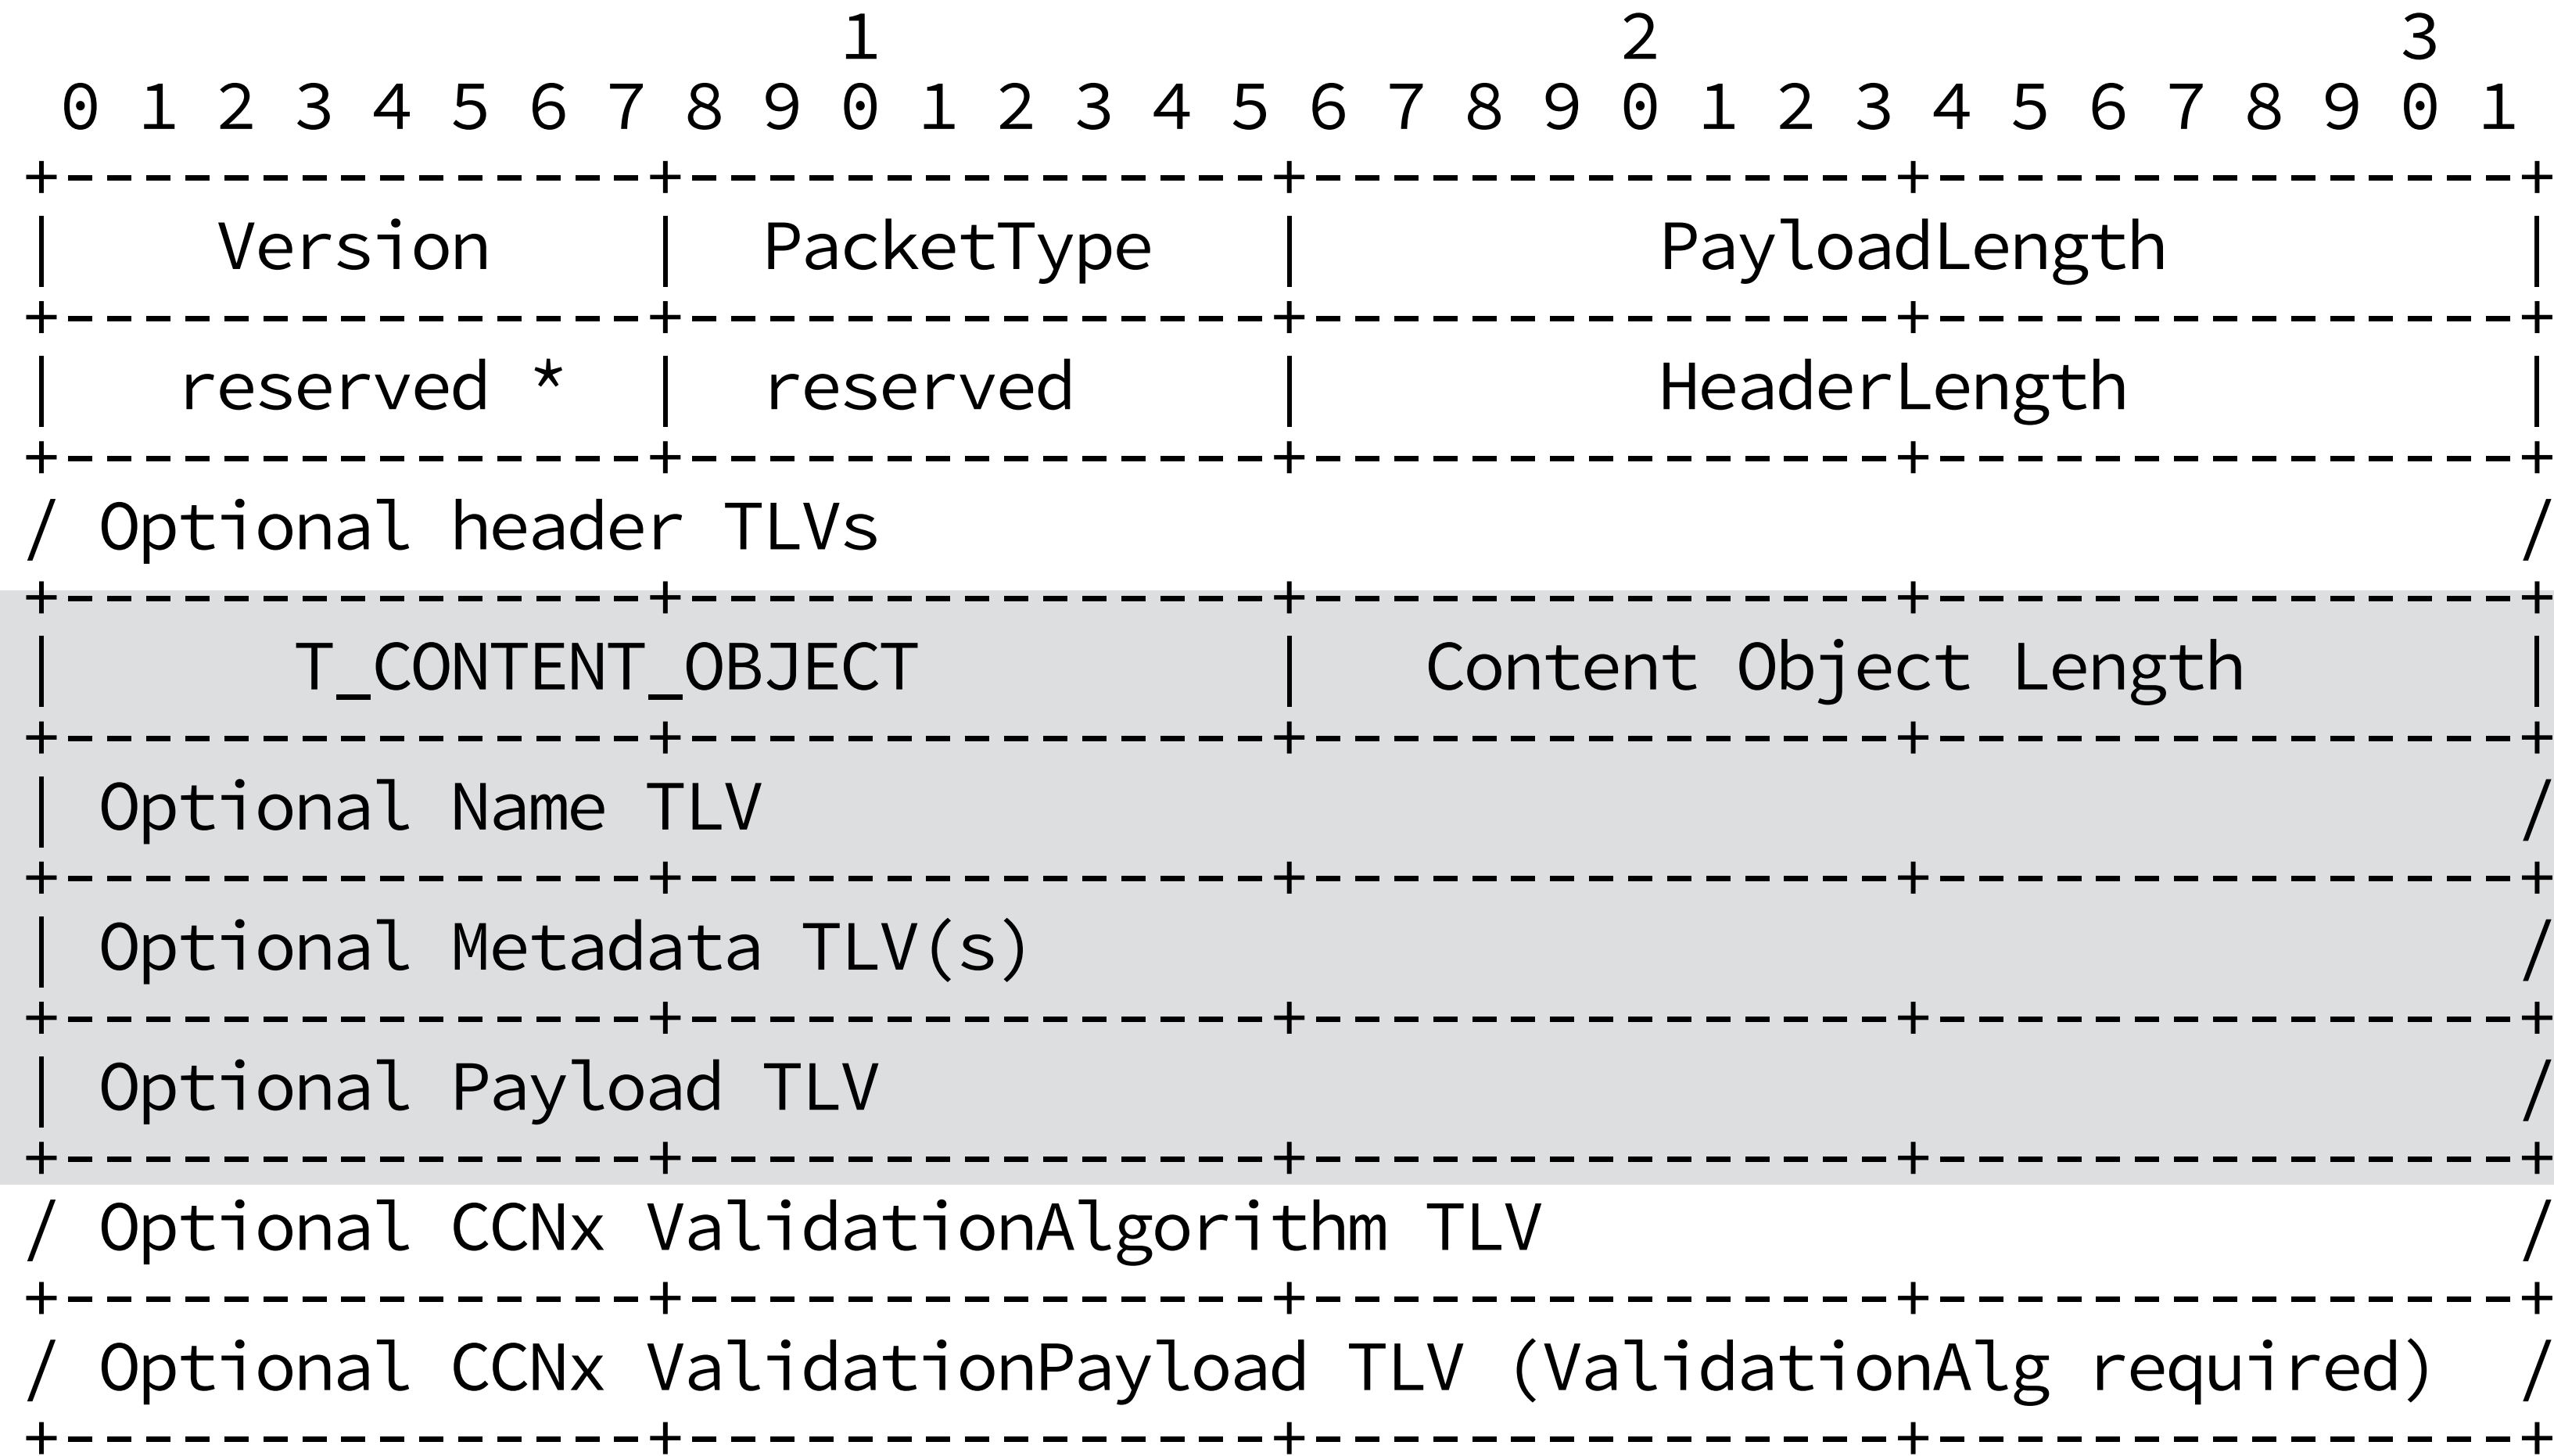 1                   2                   3
 0 1 2 3 4 5 6 7 8 9 0 1 2 3 4 5 6 7 8 9 0 1 2 3 4 5 6 7 8 9 0 1
+---------------+---------------+---------------+---------------+
|    Version    |  PacketType   |         PayloadLength         |
+---------------+---------------+---------------+---------------+
|   reserved *  |  reserved     |         HeaderLength          |
+---------------+---------------+---------------+---------------+
/ Optional header TLVs                                          /
+---------------+---------------+---------------+---------------+
|      T_CONTENT_OBJECT         |   Content Object Length       |
+---------------+---------------+---------------+---------------+
| Optional Name TLV                                             /
+---------------+---------------+---------------+---------------+
| Optional Metadata TLV(s)                                      /
+---------------+---------------+---------------+---------------+
| Optional Payload TLV                                          /
+---------------+---------------+---------------+---------------+
/ Optional CCNx ValidationAlgorithm TLV                         /
+---------------+---------------+---------------+---------------+
/ Optional CCNx ValidationPayload TLV (ValidationAlg required)  /
+---------------+---------------+---------------+---------------+